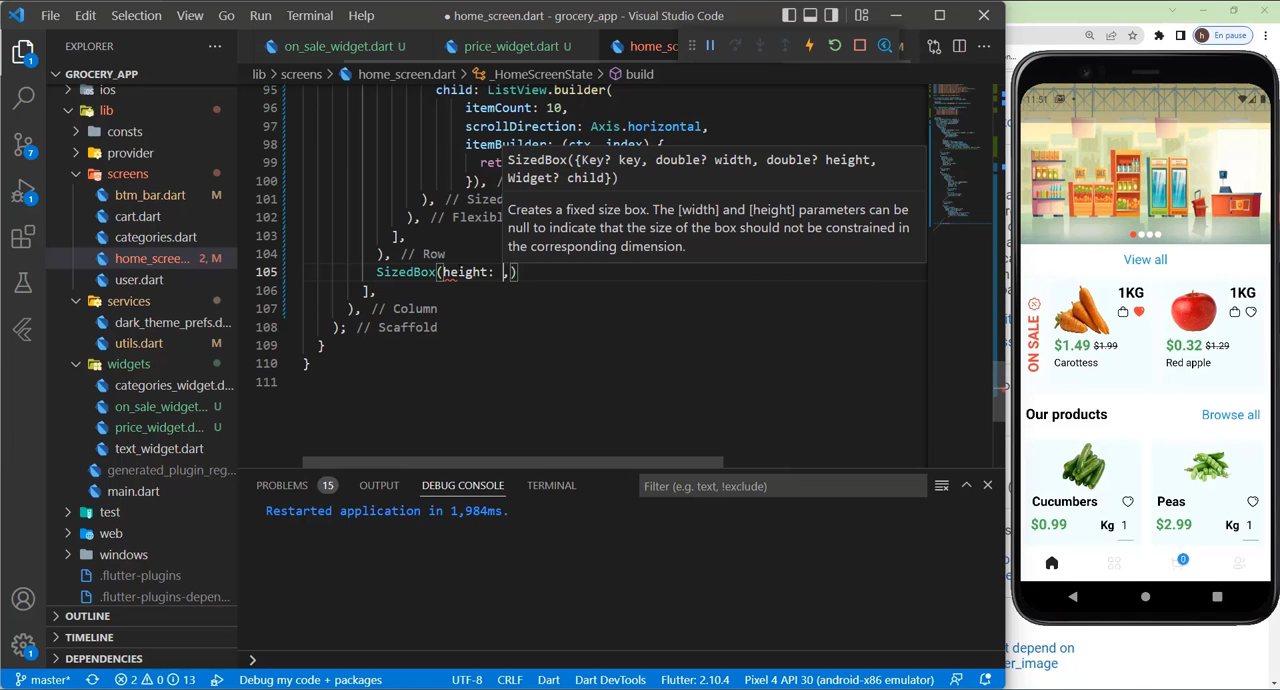 File Edit Selection View Go Run Terminal Help
● home_screen.dart - grocery_app - Visual Studio Code
En pause
EXPLORER
on_sale_widget.dart U
price_widget.dart U
home_sc
GROCERY_APP
lib > screens > home_screen.dart > _HomeScreenState > build
ios
lib
consts
provider
screens
btm_bar.dart M
cart.dart
categories.dart
home_scree... 2, M
user.dart
services
dark_theme_prefs.d...
utils.dart M
widgets
categories_widget.d...
on_sale_widget... U
price_widget.d... U
text_widget.dart
generated_plugin_reg...
main.dart
test
web
windows
.flutter-plugins
.flutter-plugins-depen...
OUTLINE
TIMELINE
DEPENDENCIES
95 child: ListView.builder(
96 itemCount: 10,
97 scrollDirection: Axis.horizontal,
98 itemBuilder: (ctx, index) {
99 ret
100 }), /
101 ), // Sized
102 ), // Flexibl
103 ],
104 ), // Row
105 SizedBox(height: ,)
106 ],
107 ), // Column
108 ); // Scaffold
109 }
110 }
111
SizedBox({Key? key, double? width, double? height,
Widget? child})
Creates a fixed size box. The [width] and [height] parameters can be
null to indicate that the size of the box should not be constrained in
the corresponding dimension.
PROBLEMS 15 OUTPUT DEBUG CONSOLE TERMINAL
Filter (e.g. text, !exclude)
Restarted application in 1,984ms.
master* 2 0 13 Debug my code + packages UTF-8 CRLF Dart Dart DevTools Flutter: 2.10.4 Pixel 4 API 30 (android-x86 emulator)
11:51
View all
ON SALE
1KG
$1.49 $1.99
Carottess
1KG
$0.32 $1.29
Red apple
Our products Browse all
Cucumbers
$0.99 Kg 1
Peas
$2.99 Kg 1
0
t depend on
er_image